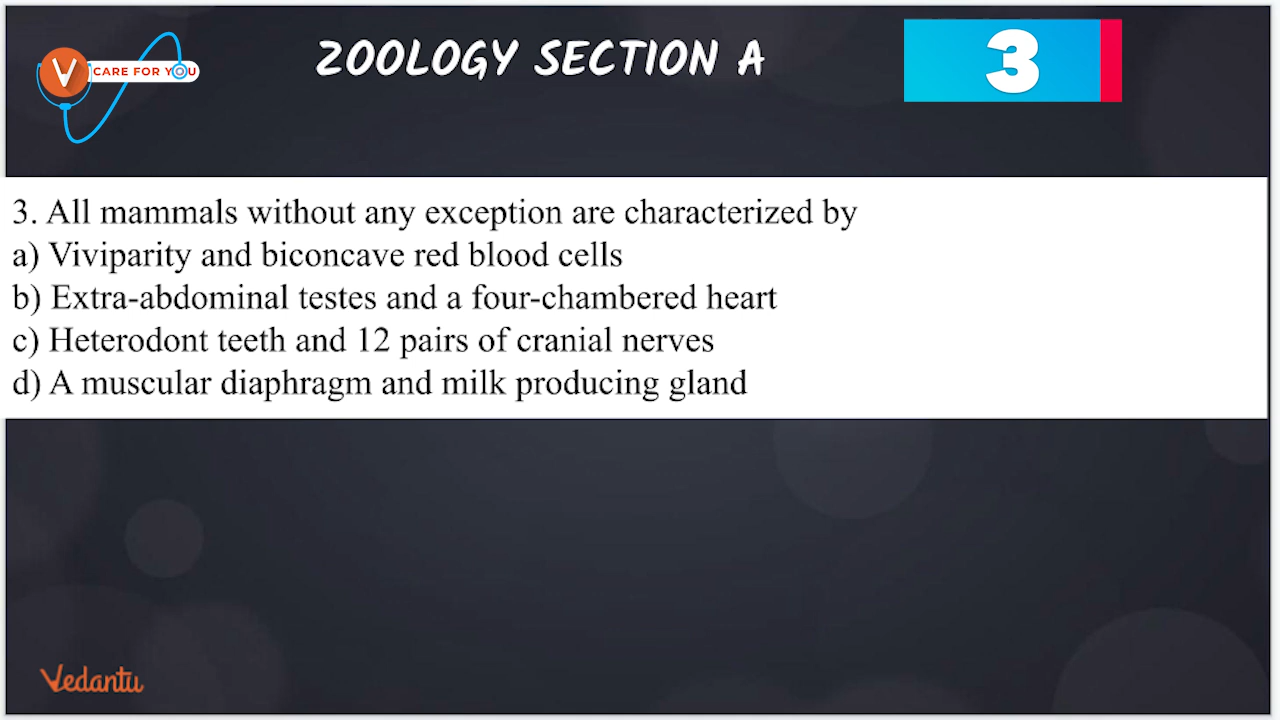 V CARE FOR YOU
ZOOLOGY SECTION A
3
3. All mammals without any exception are characterized by
a) Viviparity and biconcave red blood cells
b) Extra-abdominal testes and a four-chambered heart
c) Heterodont teeth and 12 pairs of cranial nerves
d) A muscular diaphragm and milk producing gland
Vedantu